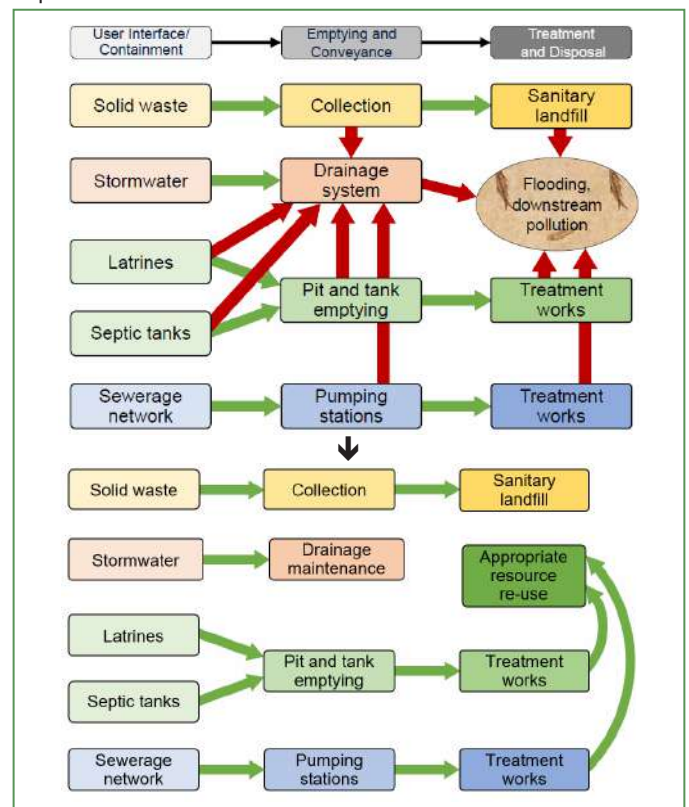 User Interface/
Containment
Emptying and
Conveyance
Treatment
and Disposal
Solid waste
Collection
Sanitary
landfill
Stormwater
Drainage
system
Flooding,
downstream
pollution
Latrines
Pit and tank
emptying
Treatment
works
Septic tanks
Sewerage
network
Pumping
stations
Treatment
works
Solid waste
Collection
Sanitary
landfill
Stormwater
Drainage
maintenance
Appropriate
resource
re-use
Latrines
Pit and tank
emptying
Treatment
works
Septic tanks
Sewerage
network
Pumping
stations
Treatment
works